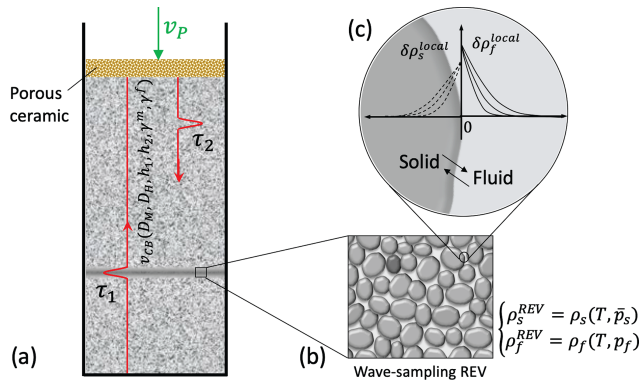 (a)
v_P
Porous
ceramic
τ_2
v_CB(D_M, D_H, h_1, h_2, γ^m, γ^f)
τ_1
(c)
δρ_s^local
δρ_f^local
0
Solid
Fluid
(b)
Wave-sampling REV
ρ_s^REV = ρ_s(T, p̄_s)
ρ_f^REV = ρ_f(T, p_f)